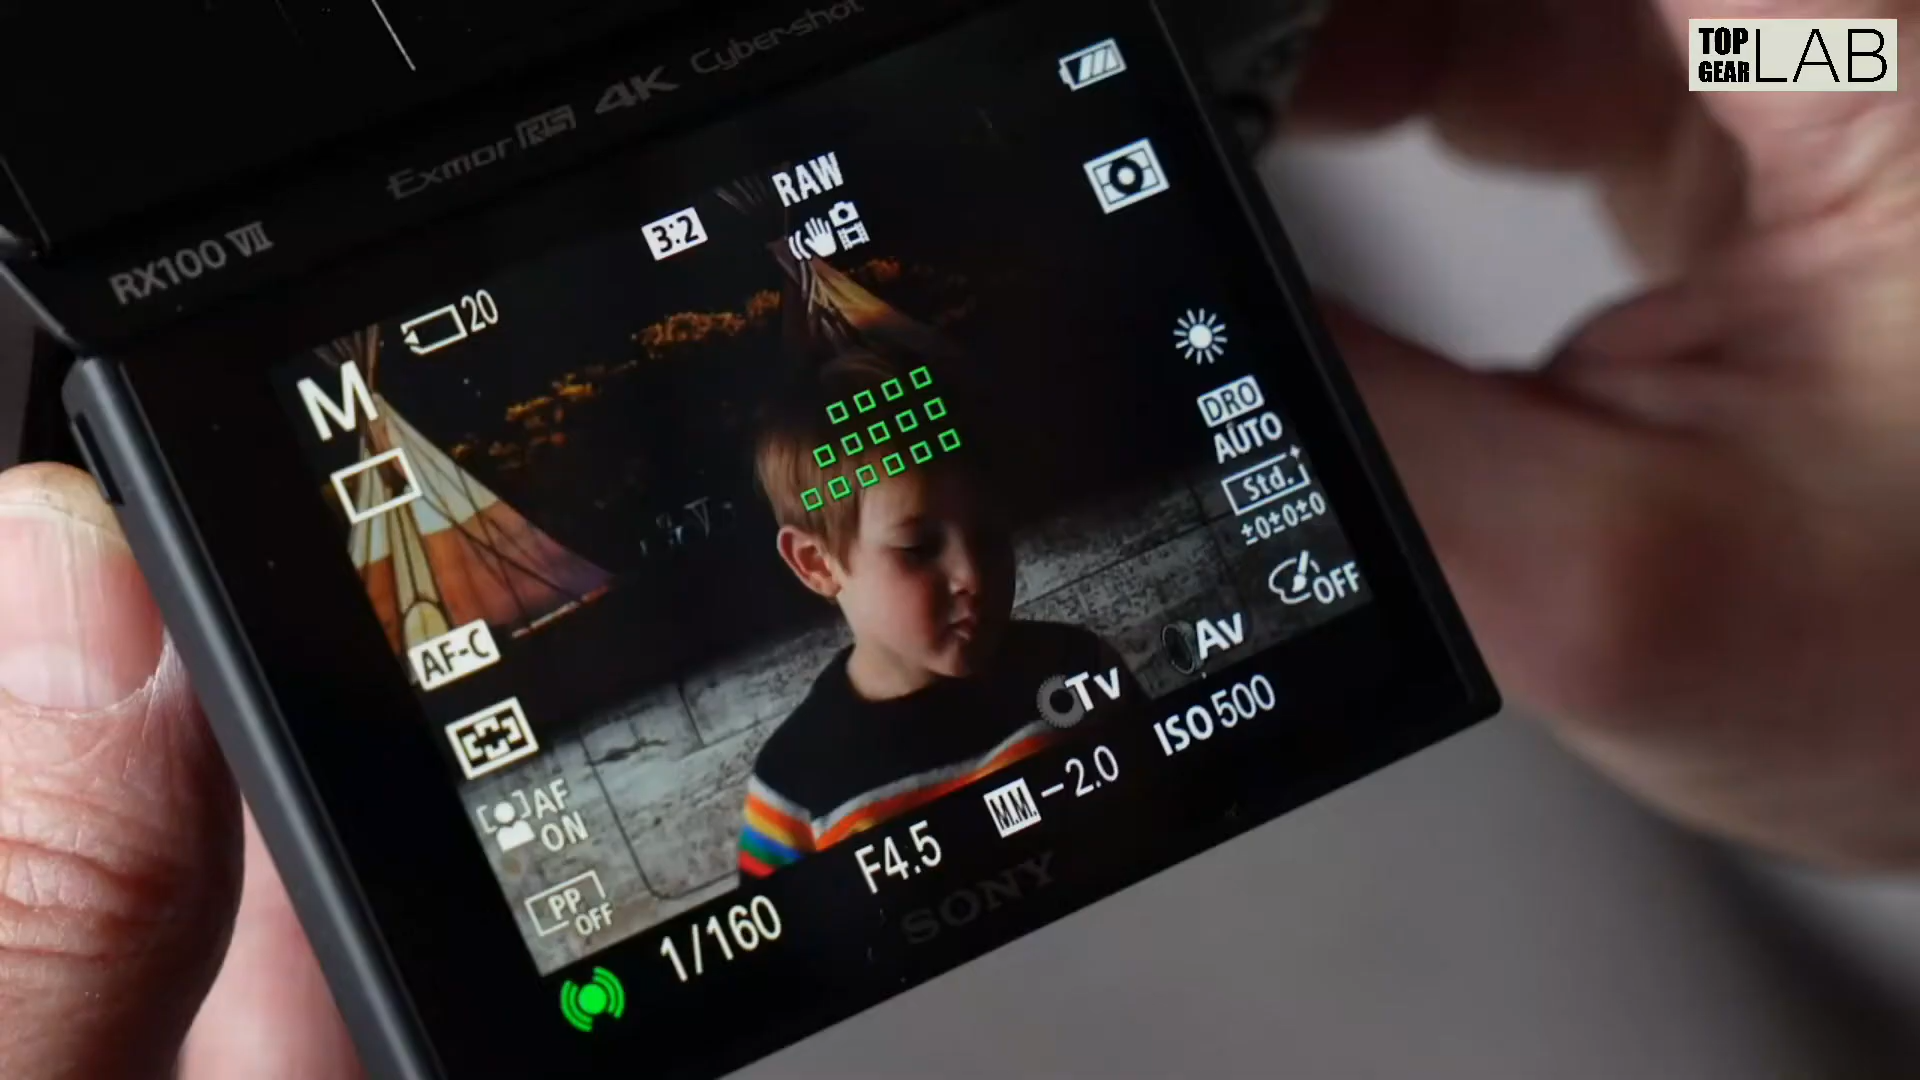 TOP GEAR LAB
Exmor RS 4K Cyber-shot
RX100 VII
RAW
3:2
20
M
DRO
AUTO
Std.
±0±0±0
OFF
AF-C
Av
Tv
AF ON
PP OFF
1/160 F4.5 M.M. −2.0 ISO 500
SONY